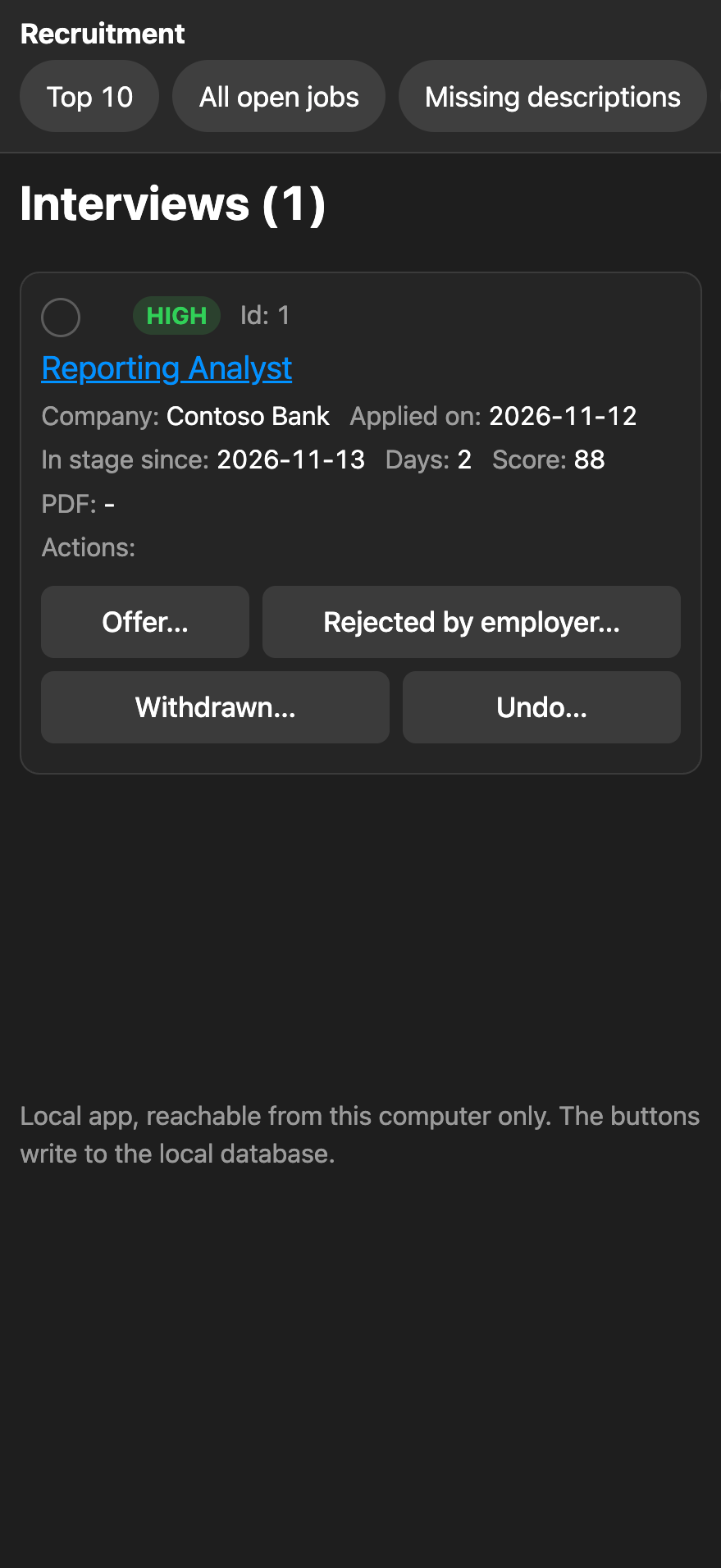 Recruitment
Top 10 All open jobs Missing descriptions
Interviews (1)
HIGH Id: 1
Reporting Analyst
Company: Contoso Bank Applied on: 2026-11-12
In stage since: 2026-11-13 Days: 2 Score: 88
PDF: -
Actions:
Offer... Rejected by employer...
Withdrawn... Undo...
Local app, reachable from this computer only. The buttons
write to the local database.